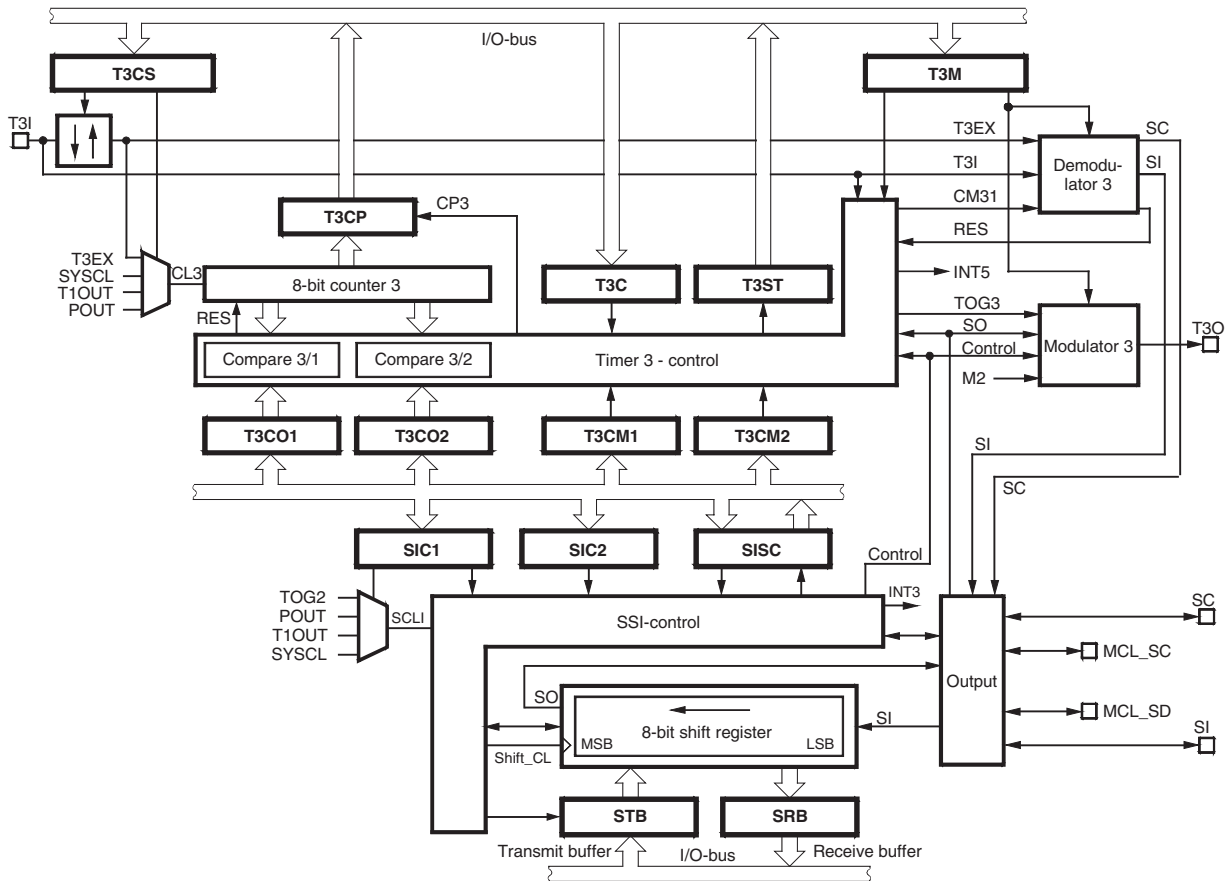 I/O-bus
T3CS
T3M
T3I
T3EX
SC
T3I
SI
Demodu-
lator 3
T3CP
CP3
CM31
RES
T3EX
SYSCL
T1OUT
POUT
CL3
8-bit counter 3
T3C
T3ST
INT5
RES
TOG3
SO
Control
M2
Modulator 3
T3O
Compare 3/1
Compare 3/2
Timer 3 - control
T3CO1
T3CO2
T3CM1
T3CM2
SI
SC
SIC1
SIC2
SISC
Control
TOG2
POUT
T1OUT
SYSCL
SCLI
INT3
SSI-control
SC
MCL_SC
Output
SO
8-bit shift register
MSB
LSB
SI
MCL_SD
SI
Shift_CL
STB
SRB
Transmit buffer
I/O-bus
Receive buffer